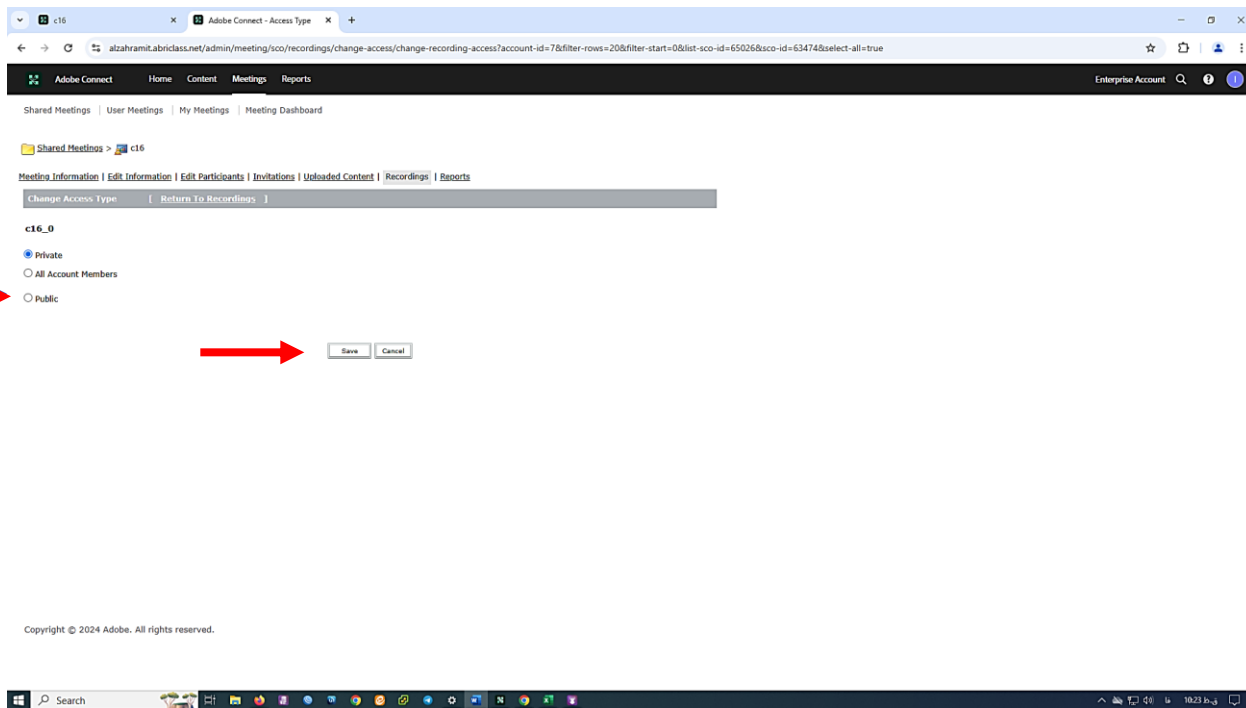 c16
Adobe Connect - Access Type
alzahramit.abriclass.net/admin/meeting/sco/recordings/change-access/change-recording-access?account-id=7&filter-rows=20&filter-start=0&list-sco-id=65026&sco-id=63474&select-all=true
Adobe Connect Home Content Meetings Reports Enterprise Account
Shared Meetings | User Meetings | My Meetings | Meeting Dashboard
Shared Meetings > c16
Meeting Information | Edit Information | Edit Participants | Invitations | Uploaded Content | Recordings | Reports
Change Access Type [ Return To Recordings ]
c16_0
Private
All Account Members
Public
Save Cancel
Copyright © 2024 Adobe. All rights reserved.
Search فا 10:23 ق.ظ